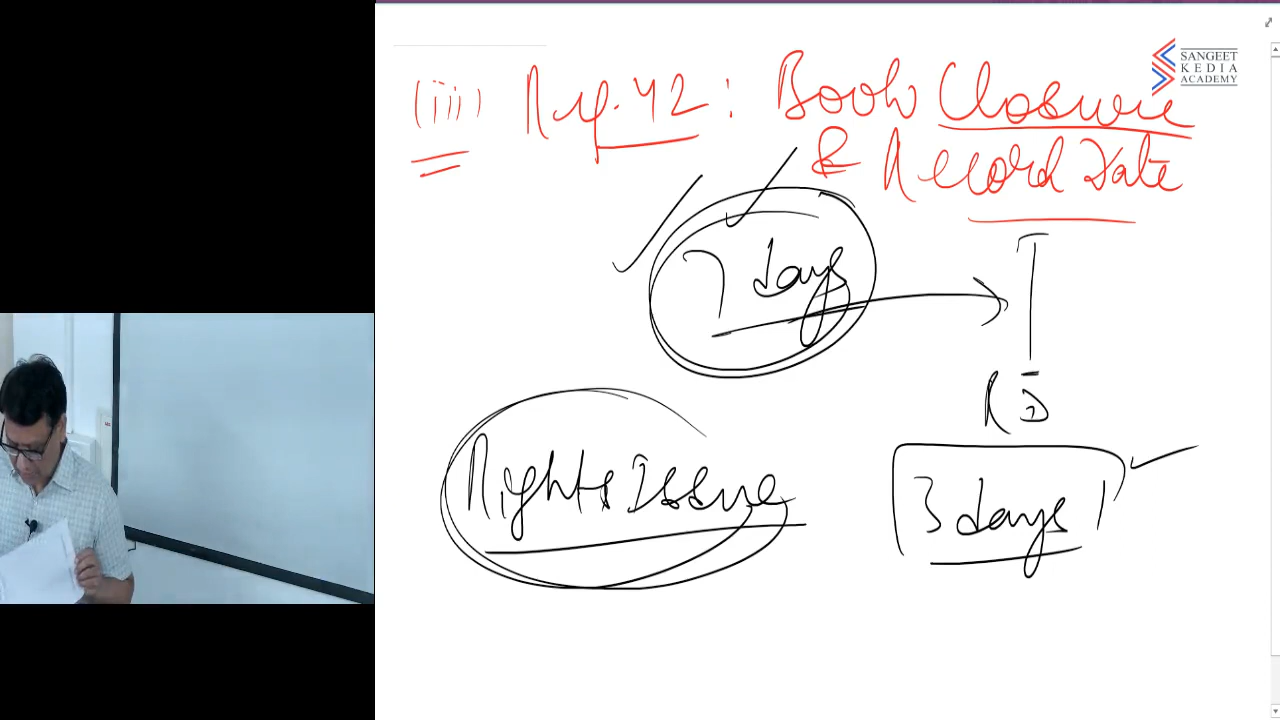 SANGEET
KEDIA
ACADEMY
(iii) Reg. 42 : Book Closure
& Record Date
7 days
RD
Rights Issue
3 days